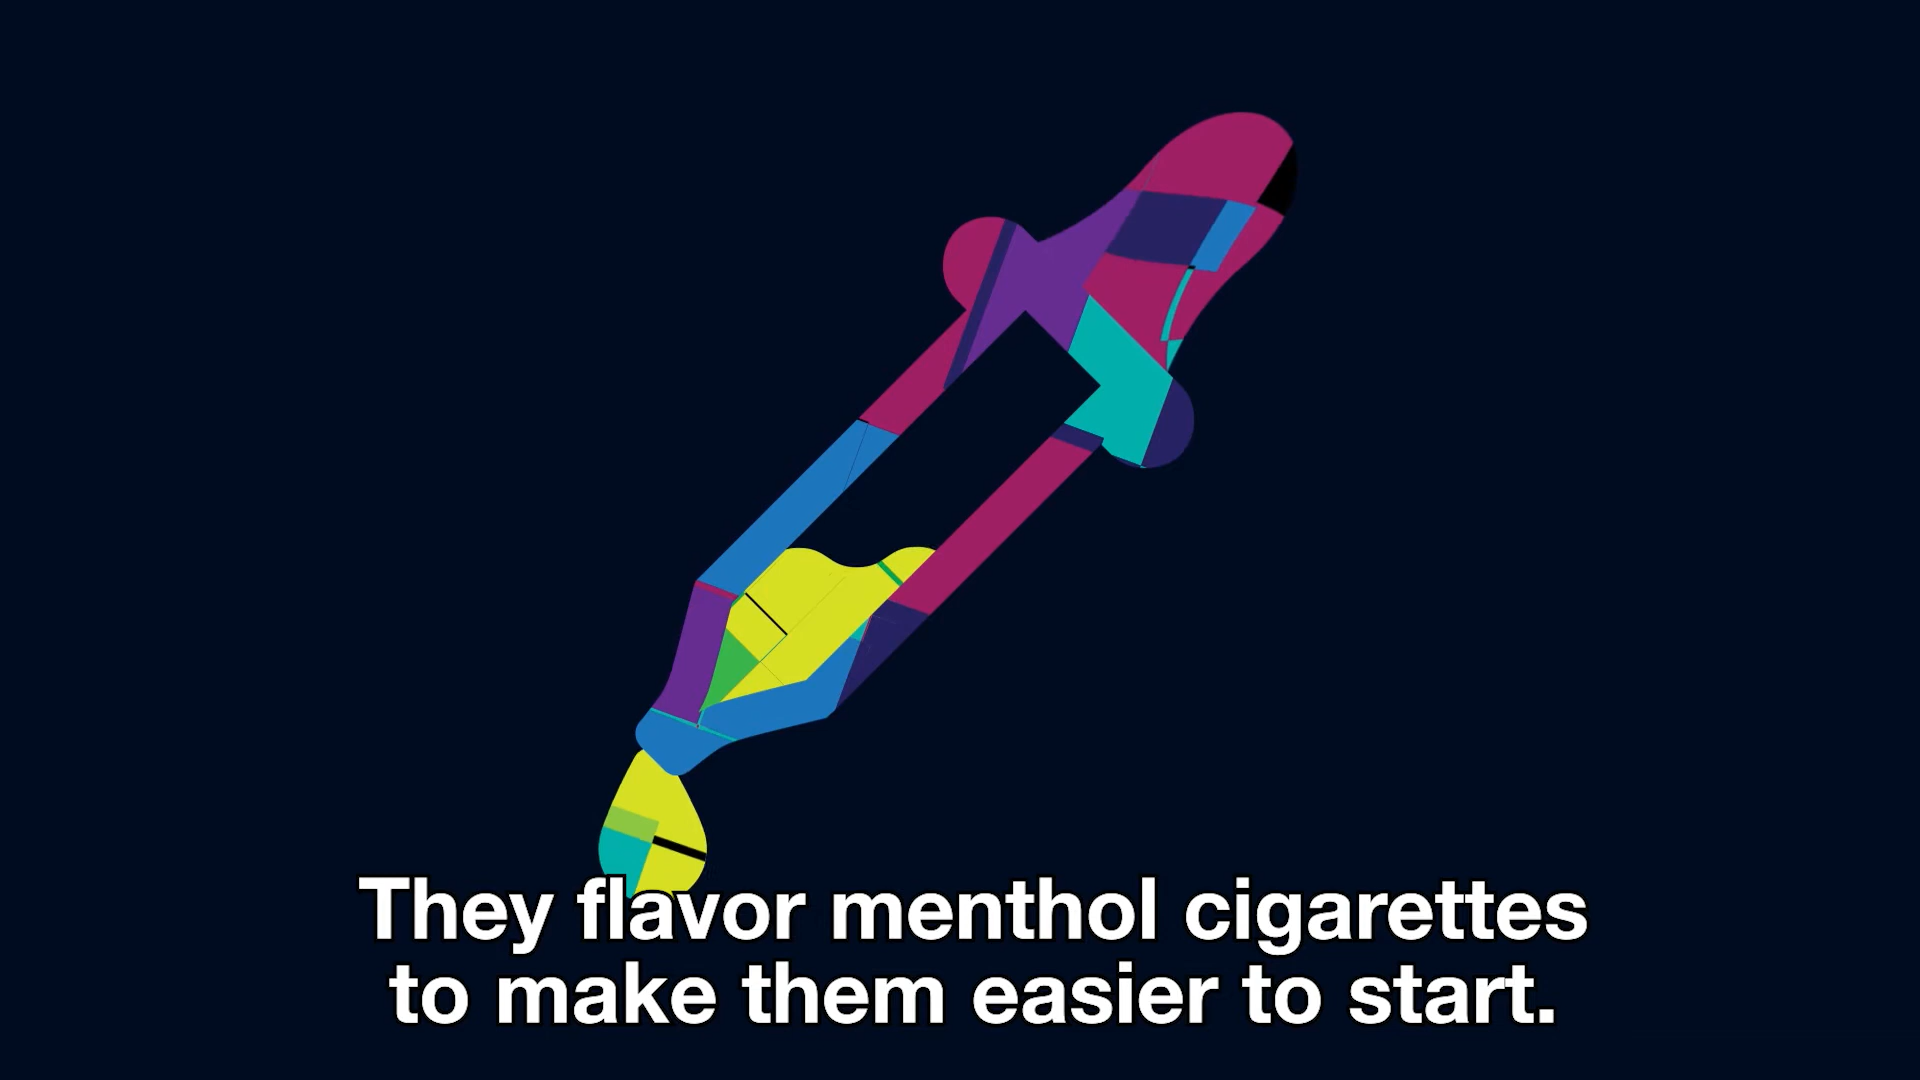 They flavor menthol cigarettes
to make them easier to start.